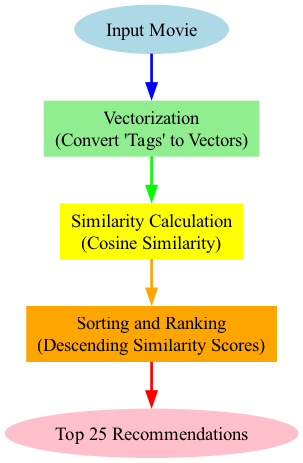 Input Movie
Vectorization
(Convert 'Tags' to Vectors)
Similarity Calculation
(Cosine Similarity)
Sorting and Ranking
(Descending Similarity Scores)
Top 25 Recommendations